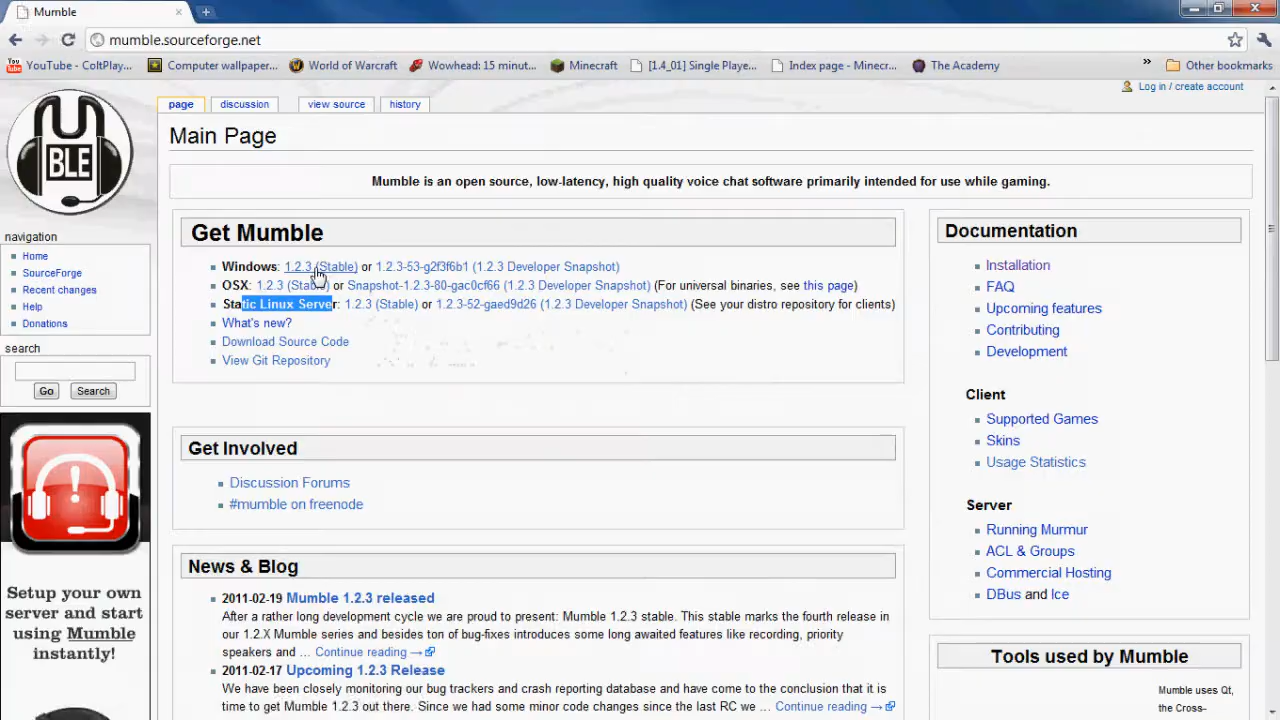 Mumble
mumble.sourceforge.net
You Tube YouTube - ColtPlay... Computer wallpaper... World of Warcraft Wowhead: 15 minut... Minecraft [1.4_01] Single Playe... Index page - Minecr... The Academy » Other bookmarks
Log in / create account
page discussion view source history
Main Page
Mumble is an open source, low-latency, high quality voice chat software primarily intended for use while gaming.
BLE
navigation
Home
SourceForge
Recent changes
Help
Donations
search
Go Search
Setup your own
server and start
using Mumble
instantly!
Get Mumble
Windows: 1.2.3 (Stable) or 1.2.3-53-g2f3f6b1 (1.2.3 Developer Snapshot)
OSX: 1.2.3 (Stable) or Snapshot-1.2.3-80-gac0cf66 (1.2.3 Developer Snapshot) (For universal binaries, see this page)
Static Linux Server: 1.2.3 (Stable) or 1.2.3-52-gaed9d26 (1.2.3 Developer Snapshot) (See your distro repository for clients)
What's new?
Download Source Code
View Git Repository
Get Involved
Discussion Forums
#mumble on freenode
News & Blog
2011-02-19 Mumble 1.2.3 released
After a rather long development cycle we are proud to present: Mumble 1.2.3 stable. This stable marks the fourth release in
our 1.2.X Mumble series and besides ton of bug-fixes introduces some long awaited features like recording, priority
speakers and ... Continue reading →
2011-02-17 Upcoming 1.2.3 Release
We have been closely monitoring our bug trackers and crash reporting database and have come to the conclusion that it is
time to get Mumble 1.2.3 out there. Since we had some minor code changes since the last RC we ... Continue reading →
Documentation
Installation
FAQ
Upcoming features
Contributing
Development
Client
Supported Games
Skins
Usage Statistics
Server
Running Murmur
ACL & Groups
Commercial Hosting
DBus and Ice
Tools used by Mumble
Mumble uses Qt,
the Cross-